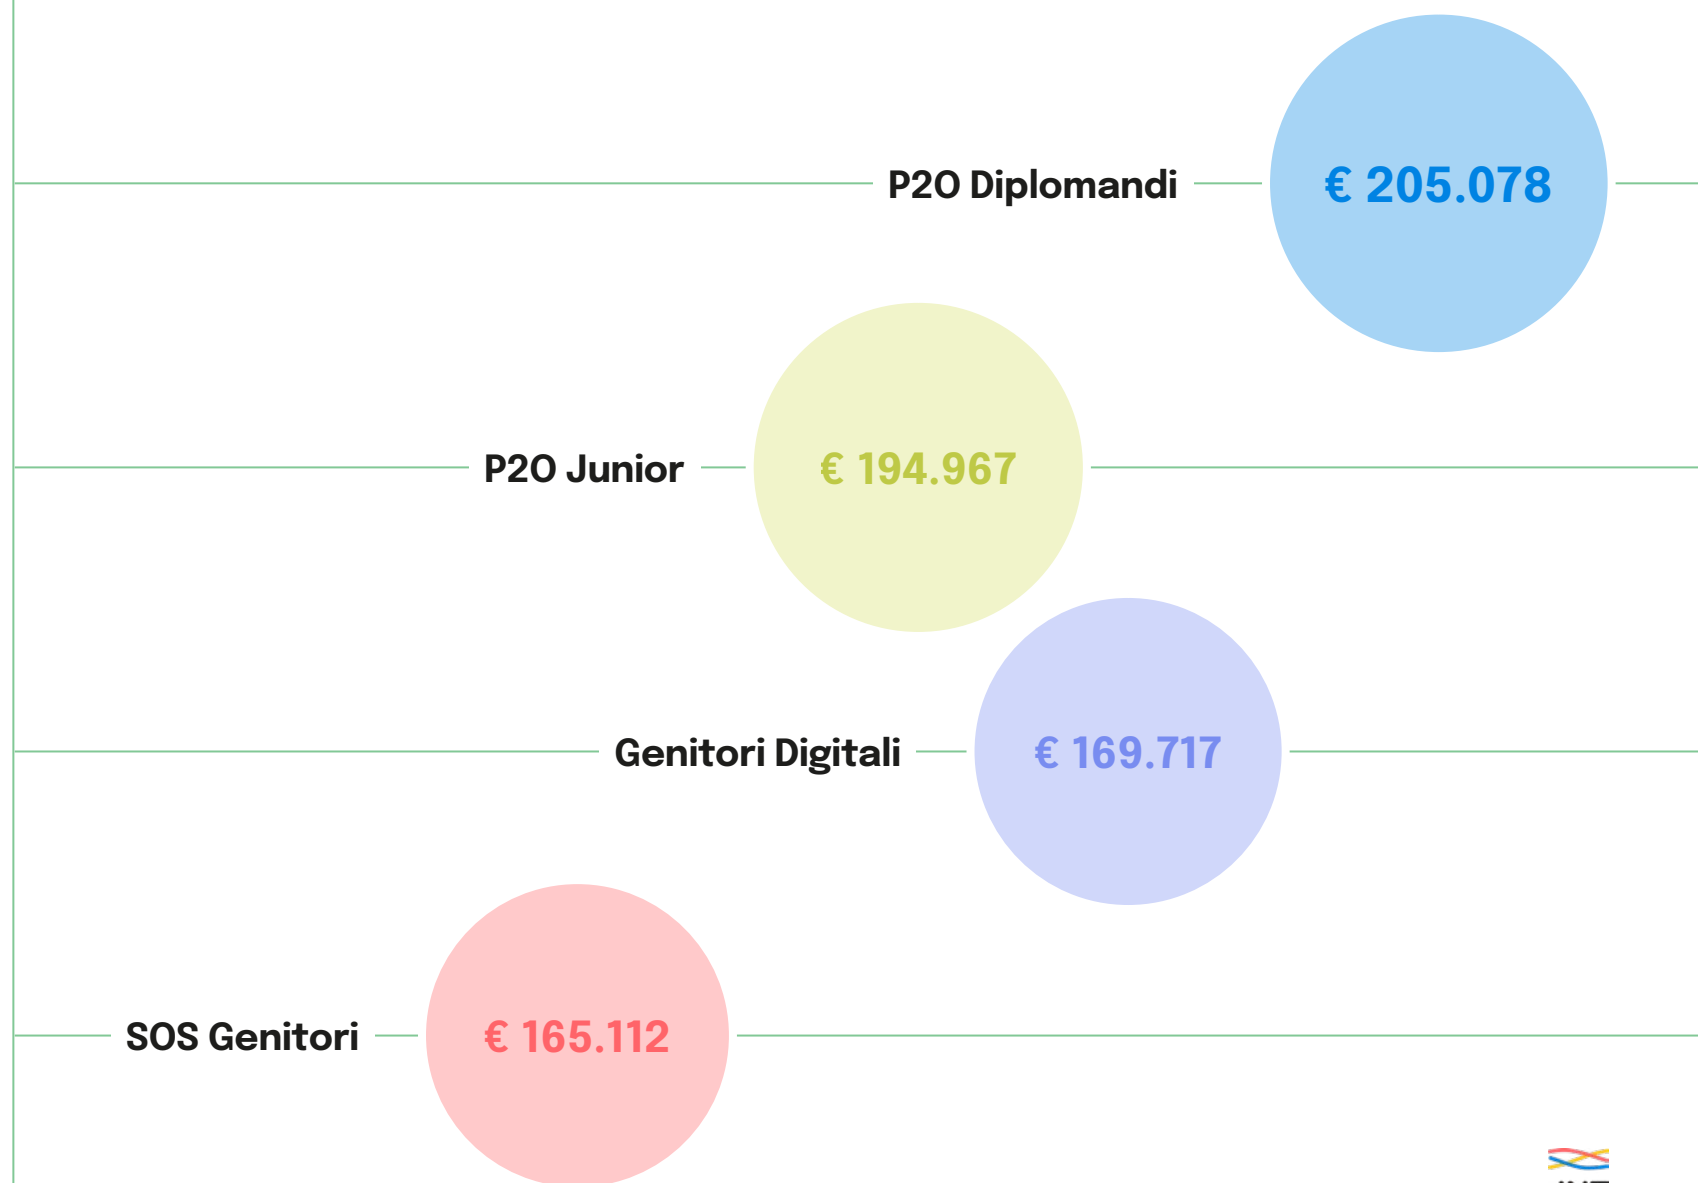 P2O Diplomandi € 205.078
P2O Junior € 194.967
Genitori Digitali € 169.717
SOS Genitori € 165.112